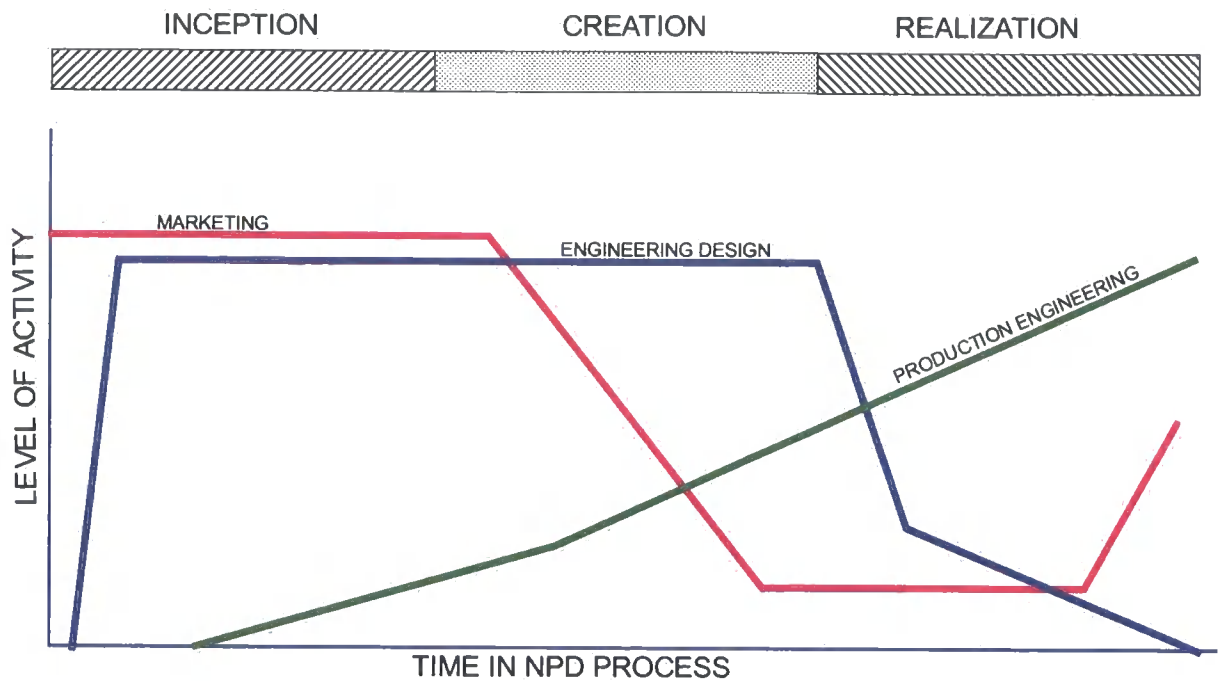 INCEPTION
CREATION
REALIZATION
MARKETING
ENGINEERING DESIGN
PRODUCTION ENGINEERING
LEVEL OF ACTIVITY
TIME IN NPD PROCESS